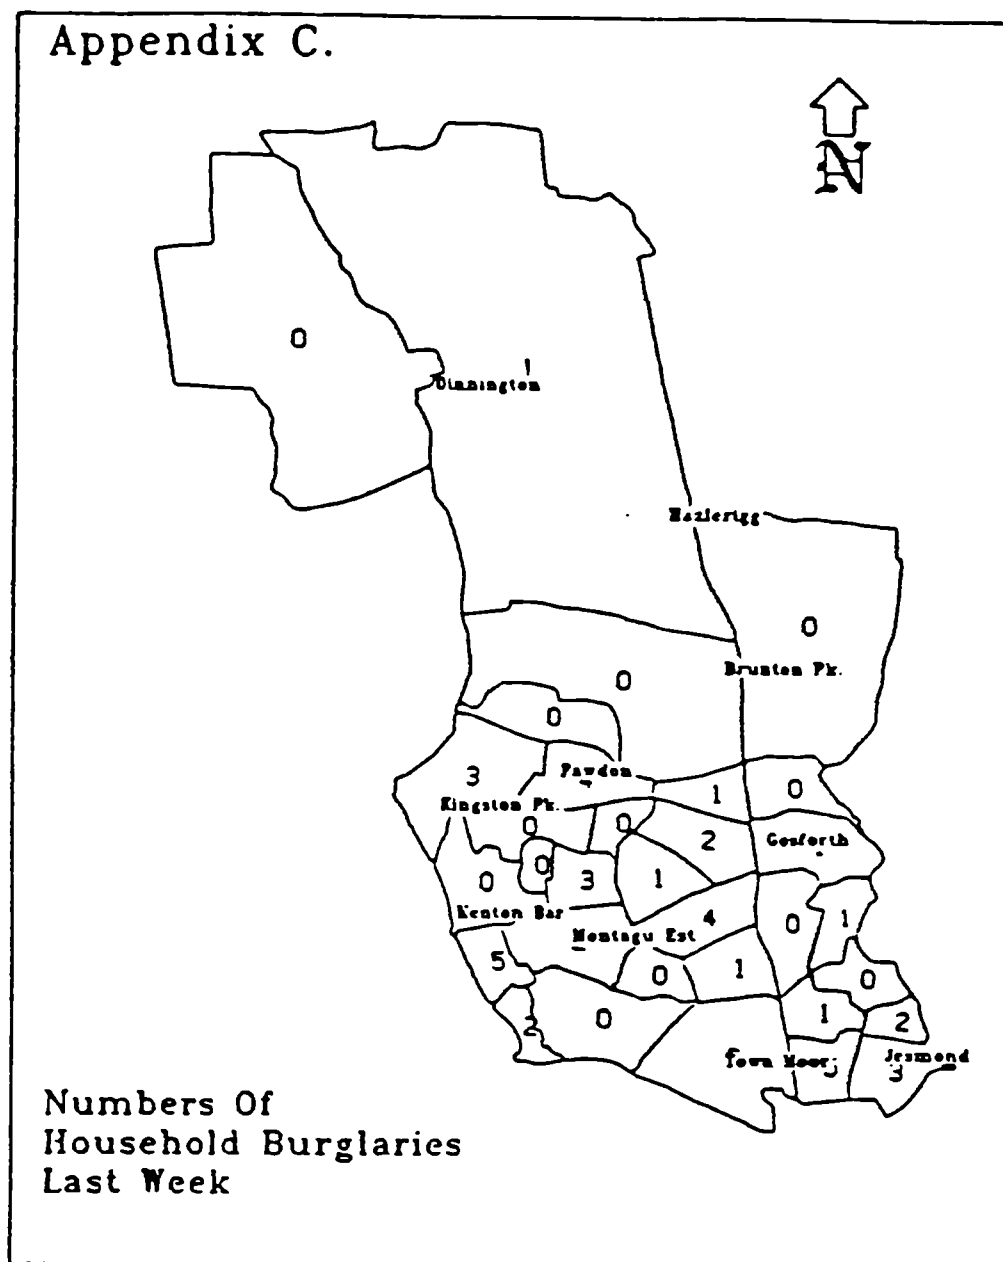 Appendix C.
N
0
1
Dinnington
Hazlerigg
0
Brunton Pk.
0
0
3
Fawdon
Kingston Pk.
1
0
0
0
2
Gosforth
0
0
3
1
Kenton Bar
4
0
1
Montagu Est
5
0
1
0
2
0
1
2
Town Moor
Jesmond
3
Numbers Of
Household Burglaries
Last Week